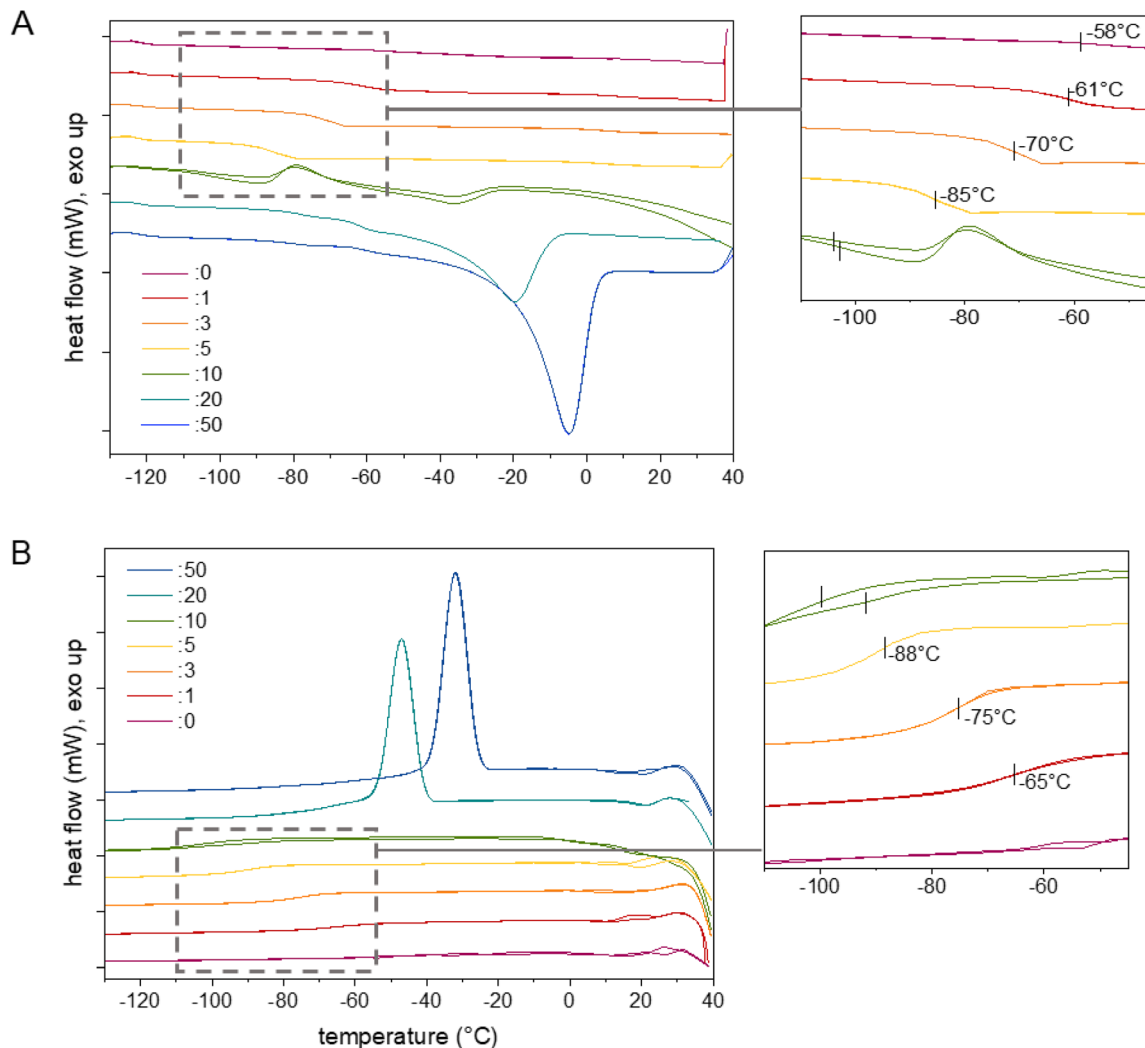 A
heat flow (mW), exo up
:0
:1
:3
:5
:10
:20
:50
-120 -100 -80 -60 -40 -20 0 20 40
-58°C
-61°C
-70°C
-85°C
-100 -80 -60
B
heat flow (mW), exo up
:50
:20
:10
:5
:3
:1
:0
-120 -100 -80 -60 -40 -20 0 20 40
temperature (°C)
-88°C
-75°C
-65°C
-100 -80 -60